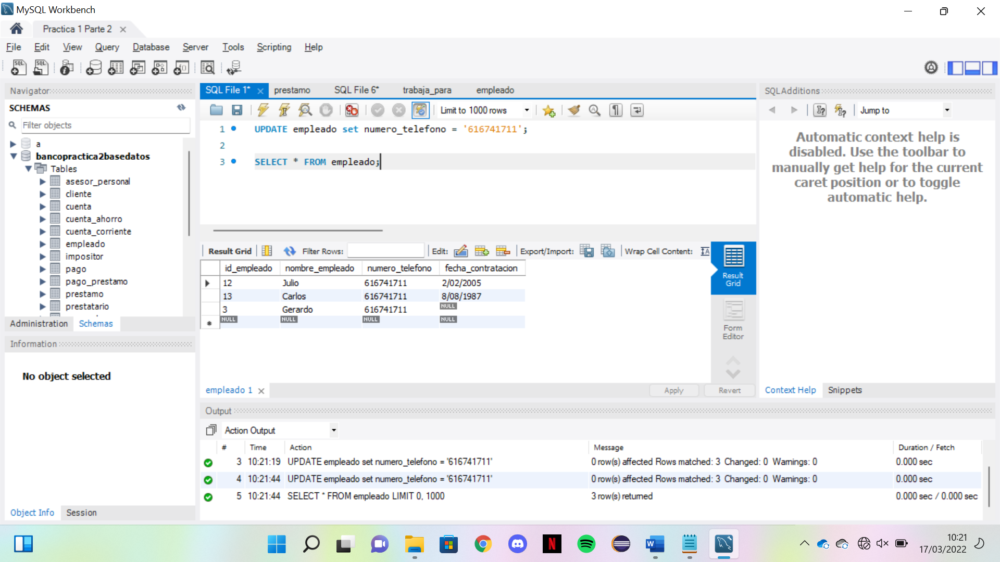 MySQL Workbench
Practica 1 Parte 2
File Edit View Query Database Server Tools Scripting Help
Navigator
SCHEMAS
Filter objects
a
bancopractica2basedatos
Tables
asesor_personal
cliente
cuenta
cuenta_ahorro
cuenta_corriente
empleado
impositor
pago
pago_prestamo
prestamo
prestatario
Administration Schemas
Information
No object selected
Object Info Session
SQL File 1* prestamo SQL File 6* trabaja_para empleado
Limit to 1000 rows
1 UPDATE empleado set numero_telefono = '616741711';
2
3 SELECT * FROM empleado;
Result Grid Filter Rows: Edit: Export/Import: Wrap Cell Content:
id_empleado nombre_empleado numero_telefono fecha_contratacion
12 Julio 616741711 2/02/2005
13 Carlos 616741711 8/08/1987
3 Gerardo 616741711 NULL
NULL NULL NULL NULL
Result Grid
Form Editor
empleado 1 Apply Revert
SQLAdditions
Jump to
Automatic context help is
disabled. Use the toolbar to
manually get help for the current
caret position or to toggle
automatic help.
Context Help Snippets
Output
Action Output
# Time Action Message Duration / Fetch
3 10:21:19 UPDATE empleado set numero_telefono = '616741711' 0 row(s) affected Rows matched: 3 Changed: 0 Warnings: 0 0.000 sec
4 10:21:44 UPDATE empleado set numero_telefono = '616741711' 0 row(s) affected Rows matched: 3 Changed: 0 Warnings: 0 0.000 sec
5 10:21:44 SELECT * FROM empleado LIMIT 0, 1000 3 row(s) returned 0.000 sec / 0.000 sec
10:21
17/03/2022